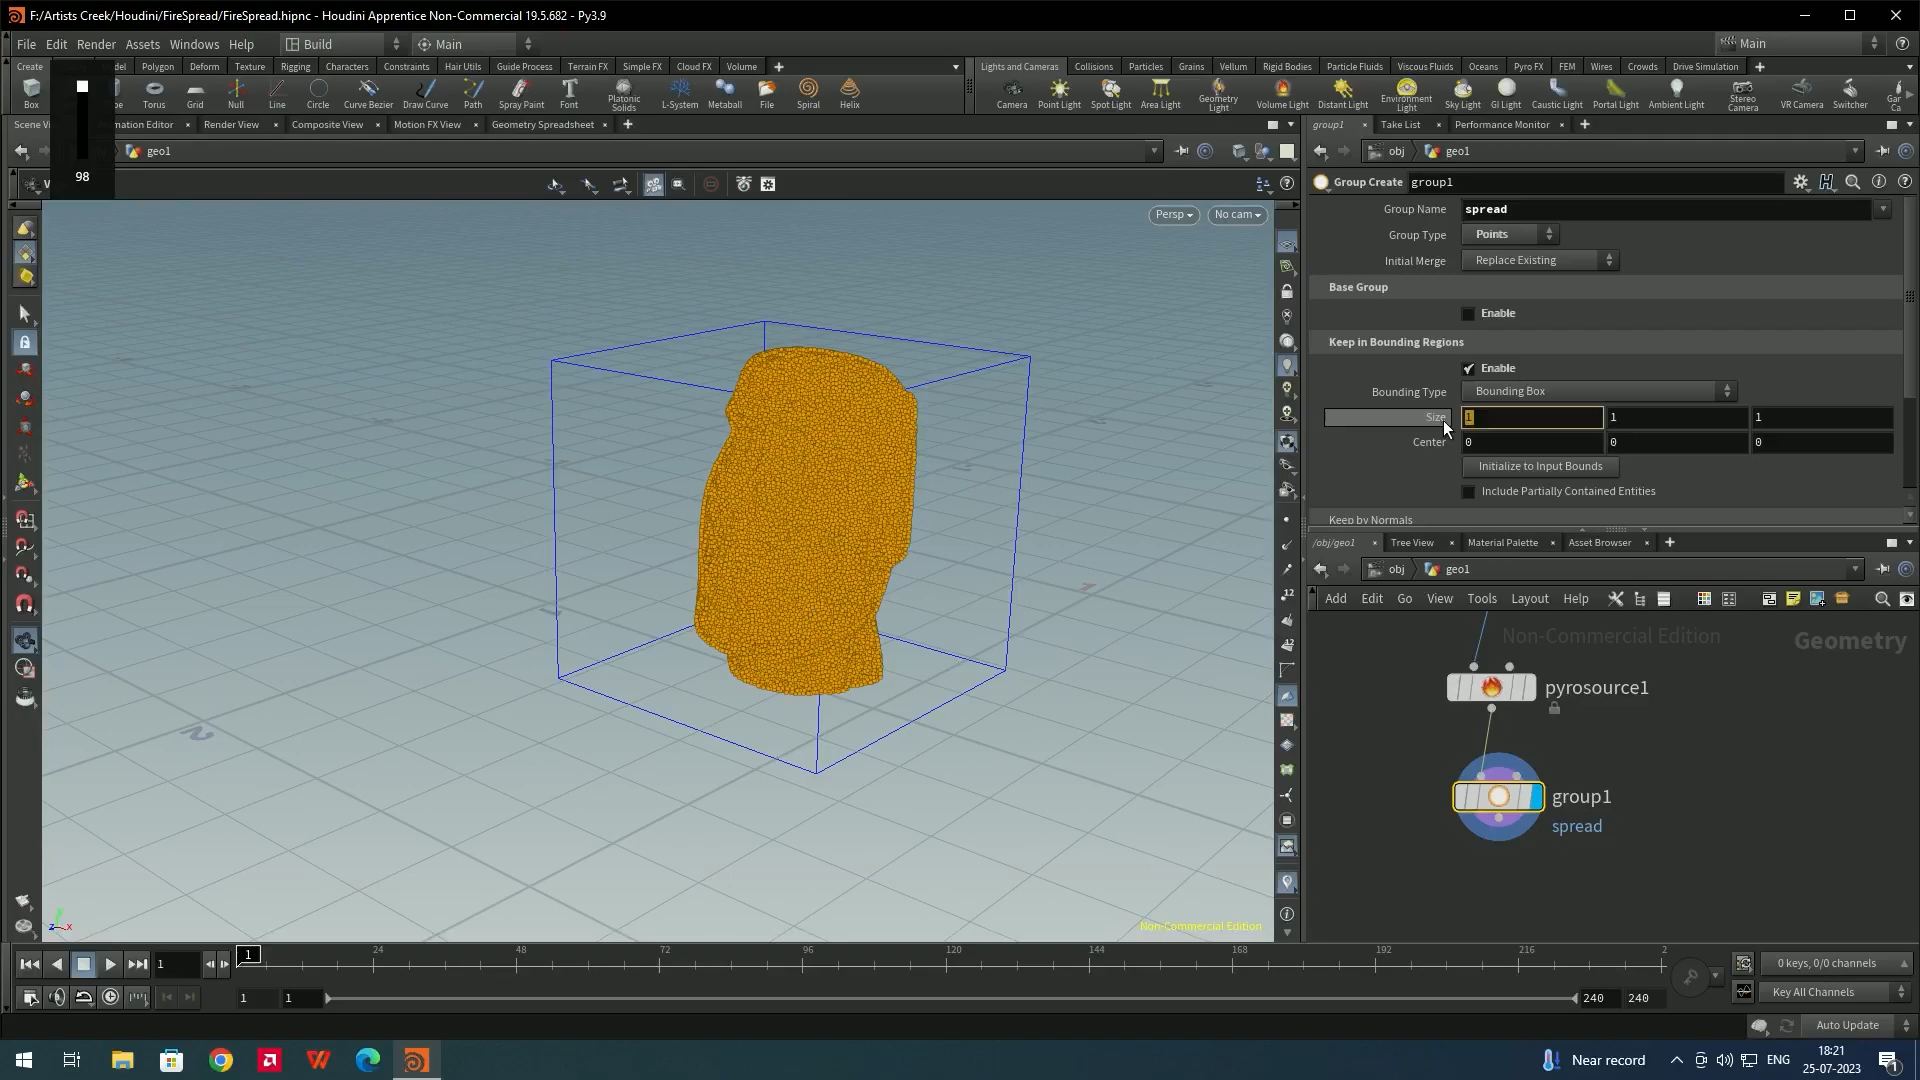 F:/Artists Creek/Houdini/FireSpread/FireSpread.hipnc - Houdini Apprentice Non-Commercial 19.5.682 - Py3.9
File Edit Render Assets Windows Help Build Main Main
Create Polygon Deform Texture Rigging Characters Constraints Hair Utils Guide Process Terrain FX Simple FX Cloud FX Volume
Lights and Cameras Collisions Particles Grains Vellum Rigid Bodies Particle Fluids Viscous Fluids Oceans Pyro FX FEM Wires Crowds Drive Simulation
Box Torus Grid Null Line Circle Curve Bezier Draw Curve Path Spray Paint Font Platonic Solids L-System Metaball File Spiral Helix
Camera Point Light Spot Light Area Light Geometry Light Volume Light Distant Light Environment Light Sky Light GI Light Caustic Light Portal Light Ambient Light Stereo Camera VR Camera Switcher
Render View Composite View Motion FX View Geometry Spreadsheet
group1 Take List Performance Monitor
geo1
obj geo1
98
Group Create group1
Persp No cam
Group Name spread
Group Type Points
Initial Merge Replace Existing
Base Group
Enable
Keep in Bounding Regions
Enable
Bounding Type Bounding Box
Size 1 1 1
Center 0 0 0
Initialize to Input Bounds
Include Partially Contained Entities
Keep by Normals
/obj/geo1 Tree View Material Palette Asset Browser
obj geo1
Add Edit Go View Tools Layout Help
Non-Commercial Edition Geometry
pyrosource1
group1
spread
Non-Commercial Edition
1 1 24 48 72 96 120 144 168 192 216 2
0 keys, 0/0 channels
1 1 240 240 Key All Channels
Auto Update
Near record ENG 18:21
25-07-2023 1